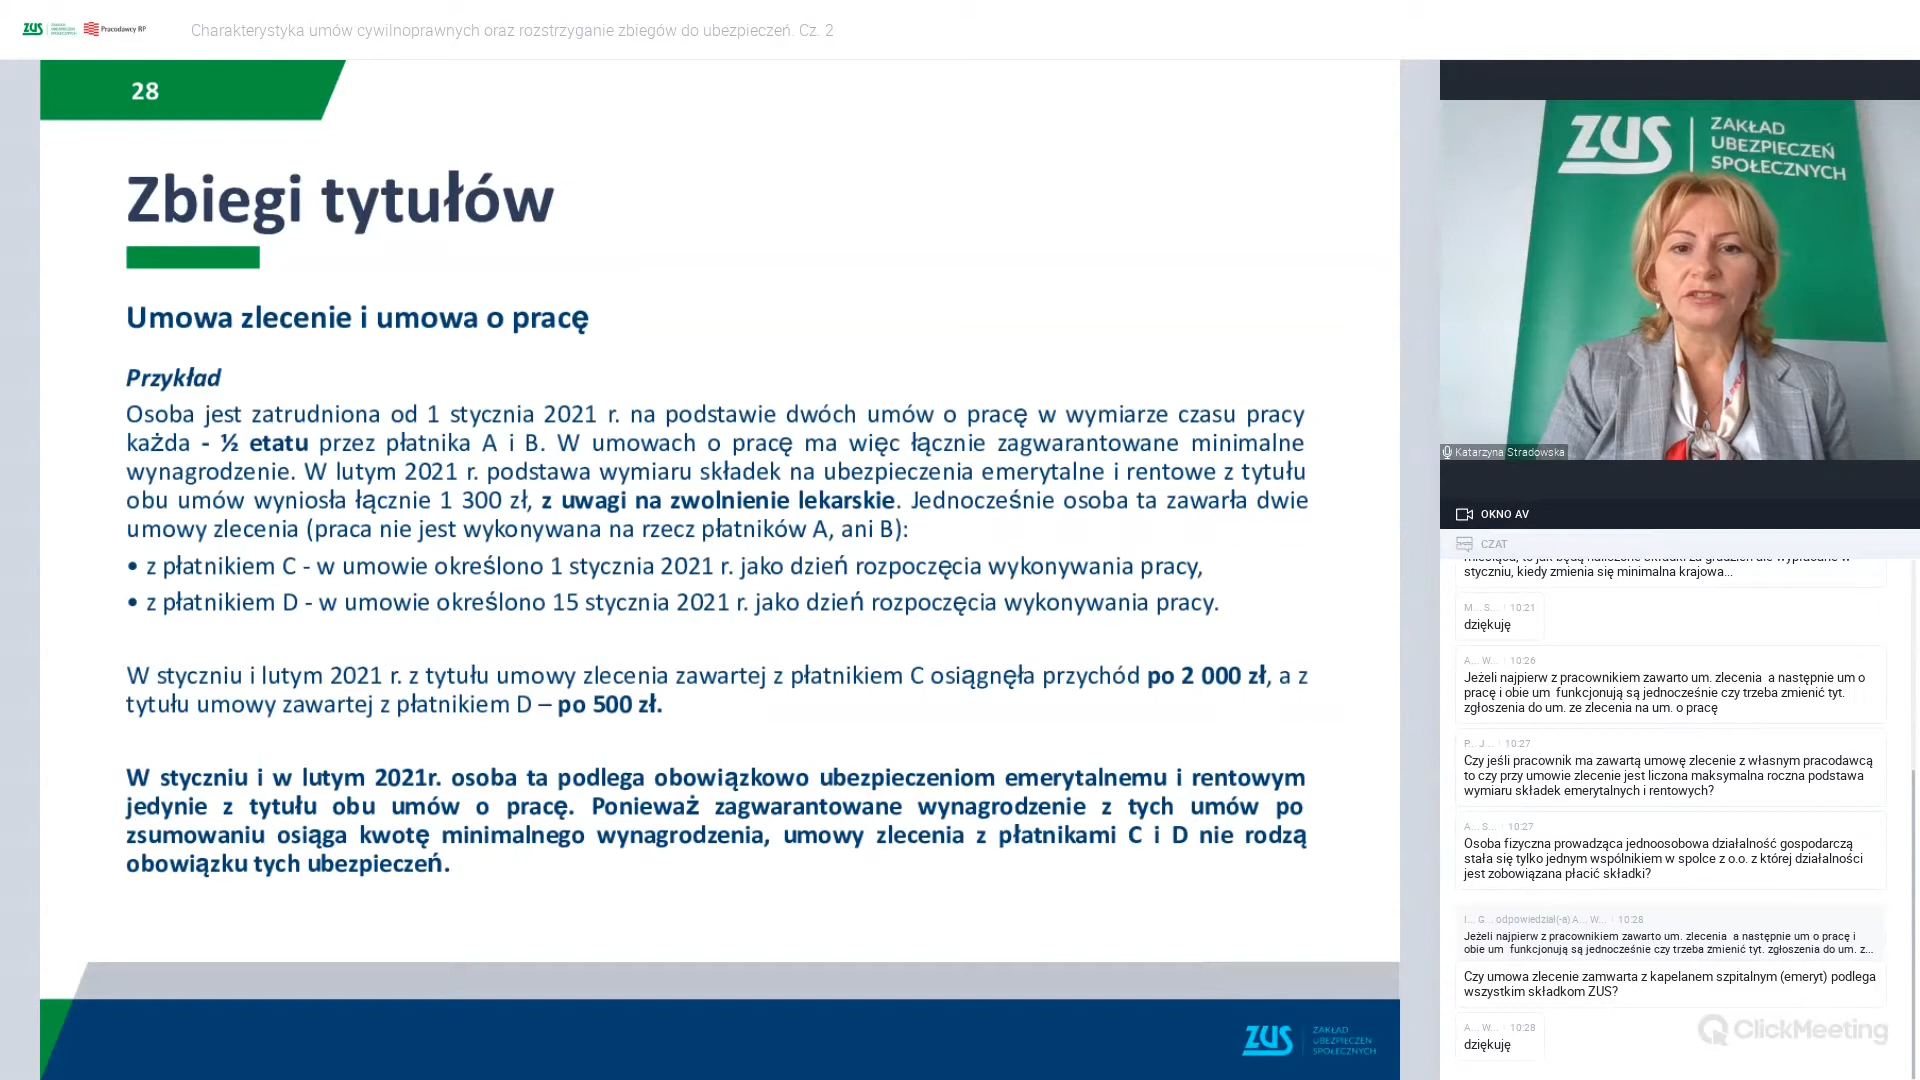 ZUS ZAKŁAD UBEZPIECZEŃ SPOŁECZNYCH Pracodawcy RP
Charakterystyka umów cywilnoprawnych oraz rozstrzyganie zbiegów do ubezpieczeń. Cz. 2
28
Zbiegi tytułów
Umowa zlecenie i umowa o pracę
Przykład
Osoba jest zatrudniona od 1 stycznia 2021 r. na podstawie dwóch umów o pracę w wymiarze czasu pracy
każda - ½ etatu przez płatnika A i B. W umowach o pracę ma więc łącznie zagwarantowane minimalne
wynagrodzenie. W lutym 2021 r. podstawa wymiaru składek na ubezpieczenia emerytalne i rentowe z tytułu
obu umów wyniosła łącznie 1 300 zł, z uwagi na zwolnienie lekarskie. Jednocześnie osoba ta zawarła dwie
umowy zlecenia (praca nie jest wykonywana na rzecz płatników A, ani B):
• z płatnikiem C - w umowie określono 1 stycznia 2021 r. jako dzień rozpoczęcia wykonywania pracy,
• z płatnikiem D - w umowie określono 15 stycznia 2021 r. jako dzień rozpoczęcia wykonywania pracy.
W styczniu i lutym 2021 r. z tytułu umowy zlecenia zawartej z płatnikiem C osiągnęła przychód po 2 000 zł, a z
tytułu umowy zawartej z płatnikiem D – po 500 zł.
W styczniu i w lutym 2021r. osoba ta podlega obowiązkowo ubezpieczeniom emerytalnemu i rentowym
jedynie z tytułu obu umów o pracę. Ponieważ zagwarantowane wynagrodzenie z tych umów po
zsumowaniu osiąga kwotę minimalnego wynagrodzenia, umowy zlecenia z płatnikami C i D nie rodzą
obowiązku tych ubezpieczeń.
ZUS ZAKŁAD
UBEZPIECZEŃ
SPOŁECZNYCH
ZUS ZAKŁAD
UBEZPIECZEŃ
SPOŁECZNYCH
Katarzyna Stradowska
OKNO AV
CZAT
styczniu, kiedy zmienia się minimalna krajowa...
M... S... 10:21
dziękuję
A... W... 10:26
Jeżeli najpierw z pracownikiem zawarto um. zlecenia a następnie um o
pracę i obie um funkcjonują są jednocześnie czy trzeba zmienić tyt.
zgłoszenia do um. ze zlecenia na um. o pracę
P... J... 10:27
Czy jeśli pracownik ma zawartą umowę zlecenie z własnym pracodawcą
to czy przy umowie zlecenie jest liczona maksymalna roczna podstawa
wymiaru składek emerytalnych i rentowych?
A... S... 10:27
Osoba fizyczna prowadząca jednoosobowa działalność gospodarczą
stała się tylko jednym wspólnikiem w spolce z o.o. z której działalności
jest zobowiązana płacić składki?
I... G... odpowiedział(-a) A... W... 10:28
Jeżeli najpierw z pracownikiem zawarto um. zlecenia a następnie um o pracę i
obie um funkcjonują są jednocześnie czy trzeba zmienić tyt. zgłoszenia do um. z...
Czy umowa zlecenie zamwarta z kapelanem szpitalnym (emeryt) podlega
wszystkim składkom ZUS?
A... W... 10:28
dziękuję
ClickMeeting